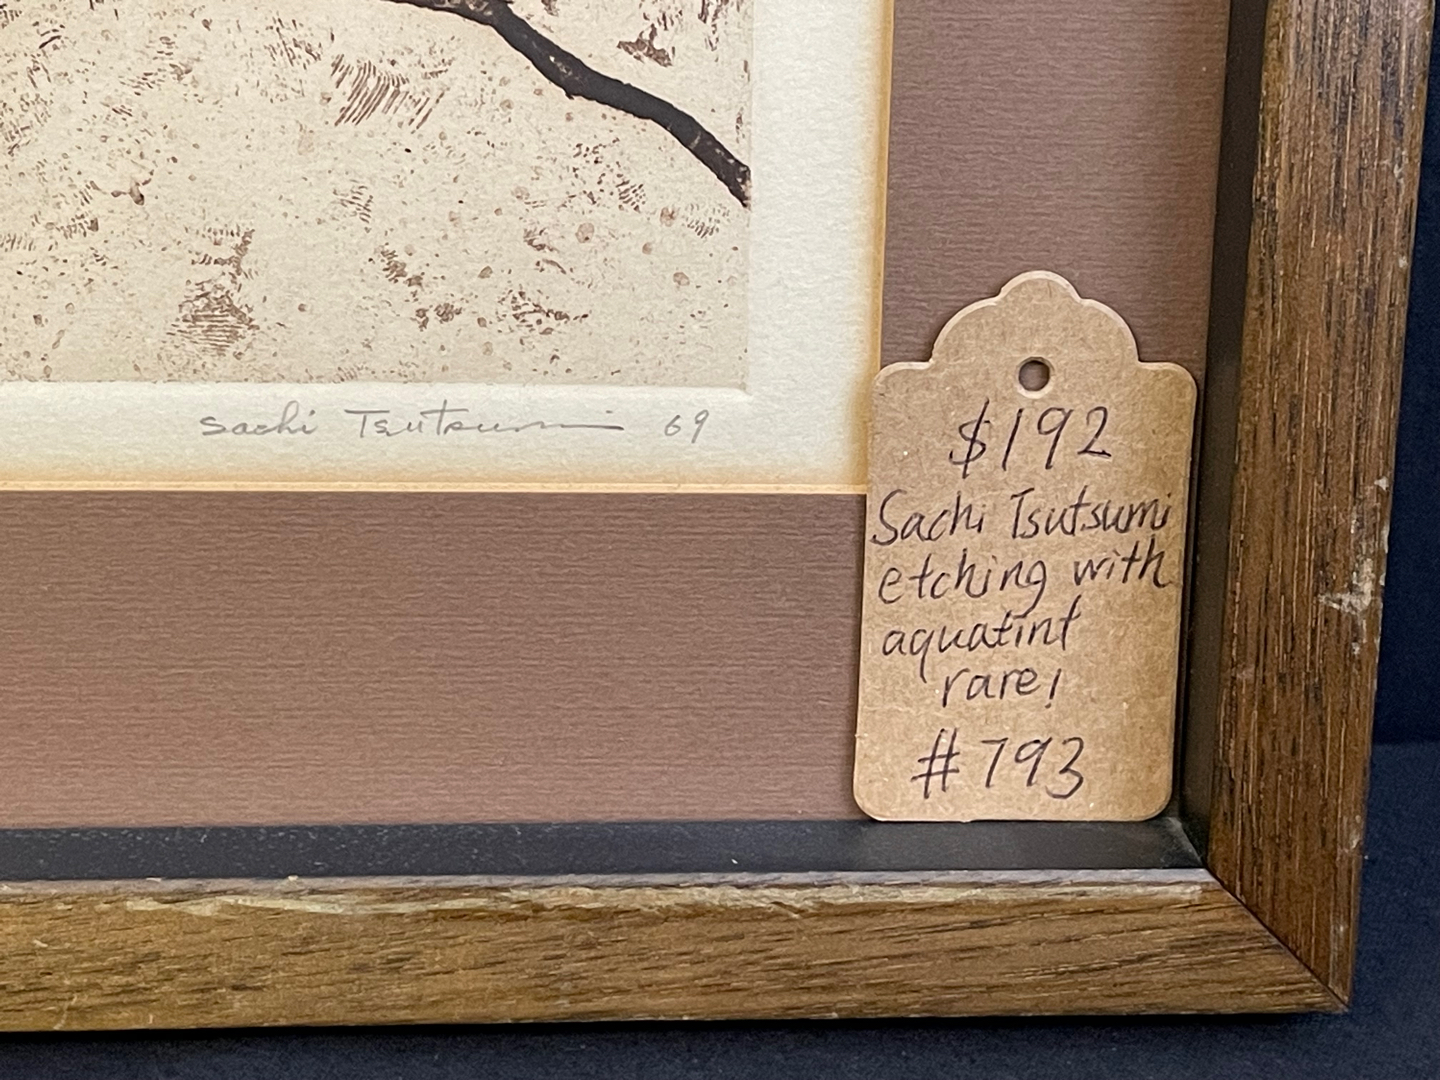 Sachi Tsutsumi 69
$192
Sachi Tsutsumi
etching with
aquatint
rare!
#793